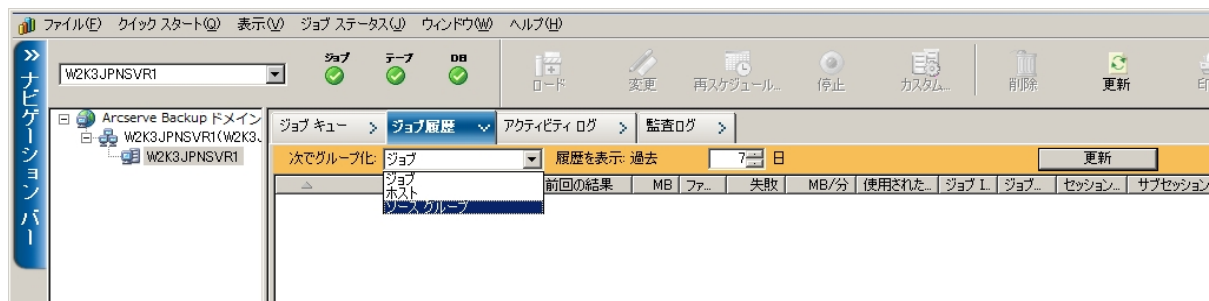 ファイル(F) クイック スタート(Q) 表示(V) ジョブ ステータス(J) ウィンドウ(W) ヘルプ(H)
ジョブ テープ DB
W2K3JPNSVR1
ロード 変更 再スケジュール... 停止 カスタム... 削除 更新
ナビゲーション バー
Arcserve Backup ドメイン
W2K3JPNSVR1(W2K3J
W2K3JPNSVR1
ジョブ キュー ジョブ履歴 アクティビティ ログ 監査ログ
次でグループ化: ジョブ 履歴を表示: 過去 7 日 更新
ジョブ
ホスト
ソース グループ
前回の結果 MB ファ... 失敗 MB/分 使用された... ジョブ I... ジョブ... セッション... サブセッション